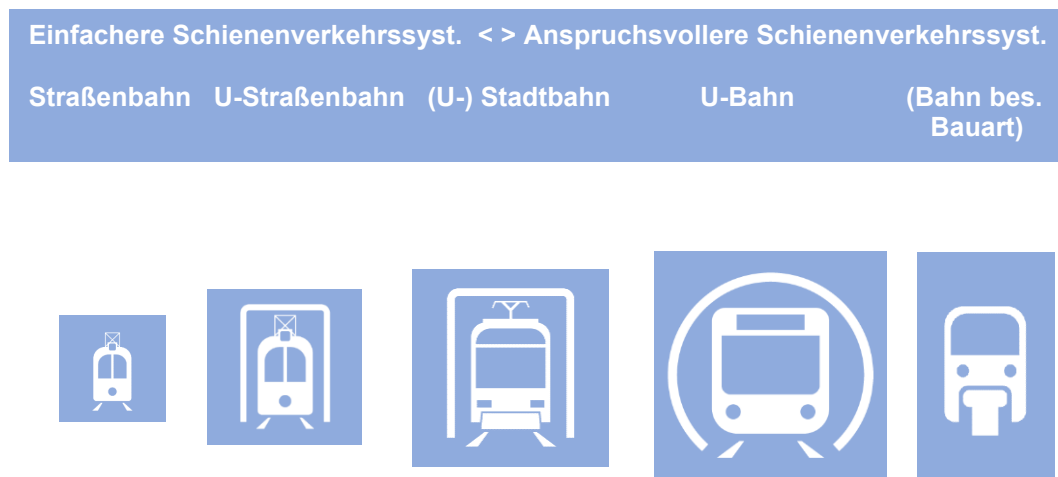 Einfachere Schienenverkehrssyst. < > Anspruchsvollere Schienenverkehrssyst.
Straßenbahn U-Straßenbahn (U-) Stadtbahn U-Bahn (Bahn bes.
Bauart)